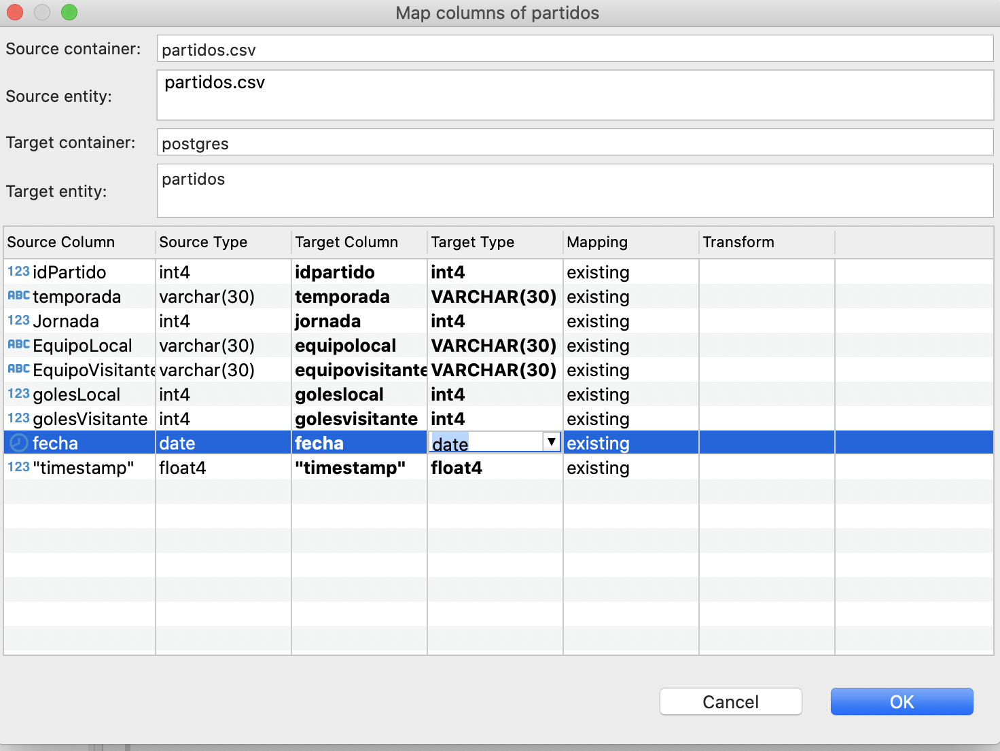 Map columns of partidos
Source container: partidos.csv
Source entity: partidos.csv
Target container: postgres
Target entity: partidos
Source Column Source Type Target Column Target Type Mapping Transform
123 idPartido int4 idpartido int4 existing
ABC temporada varchar(30) temporada VARCHAR(30) existing
123 Jornada int4 jornada int4 existing
ABC EquipoLocal varchar(30) equipolocal VARCHAR(30) existing
ABC EquipoVisitante varchar(30) equipovisitante VARCHAR(30) existing
123 golesLocal int4 goleslocal int4 existing
123 golesVisitante int4 golesvisitante int4 existing
fecha date fecha date existing
123 "timestamp" float4 "timestamp" float4 existing
Cancel OK